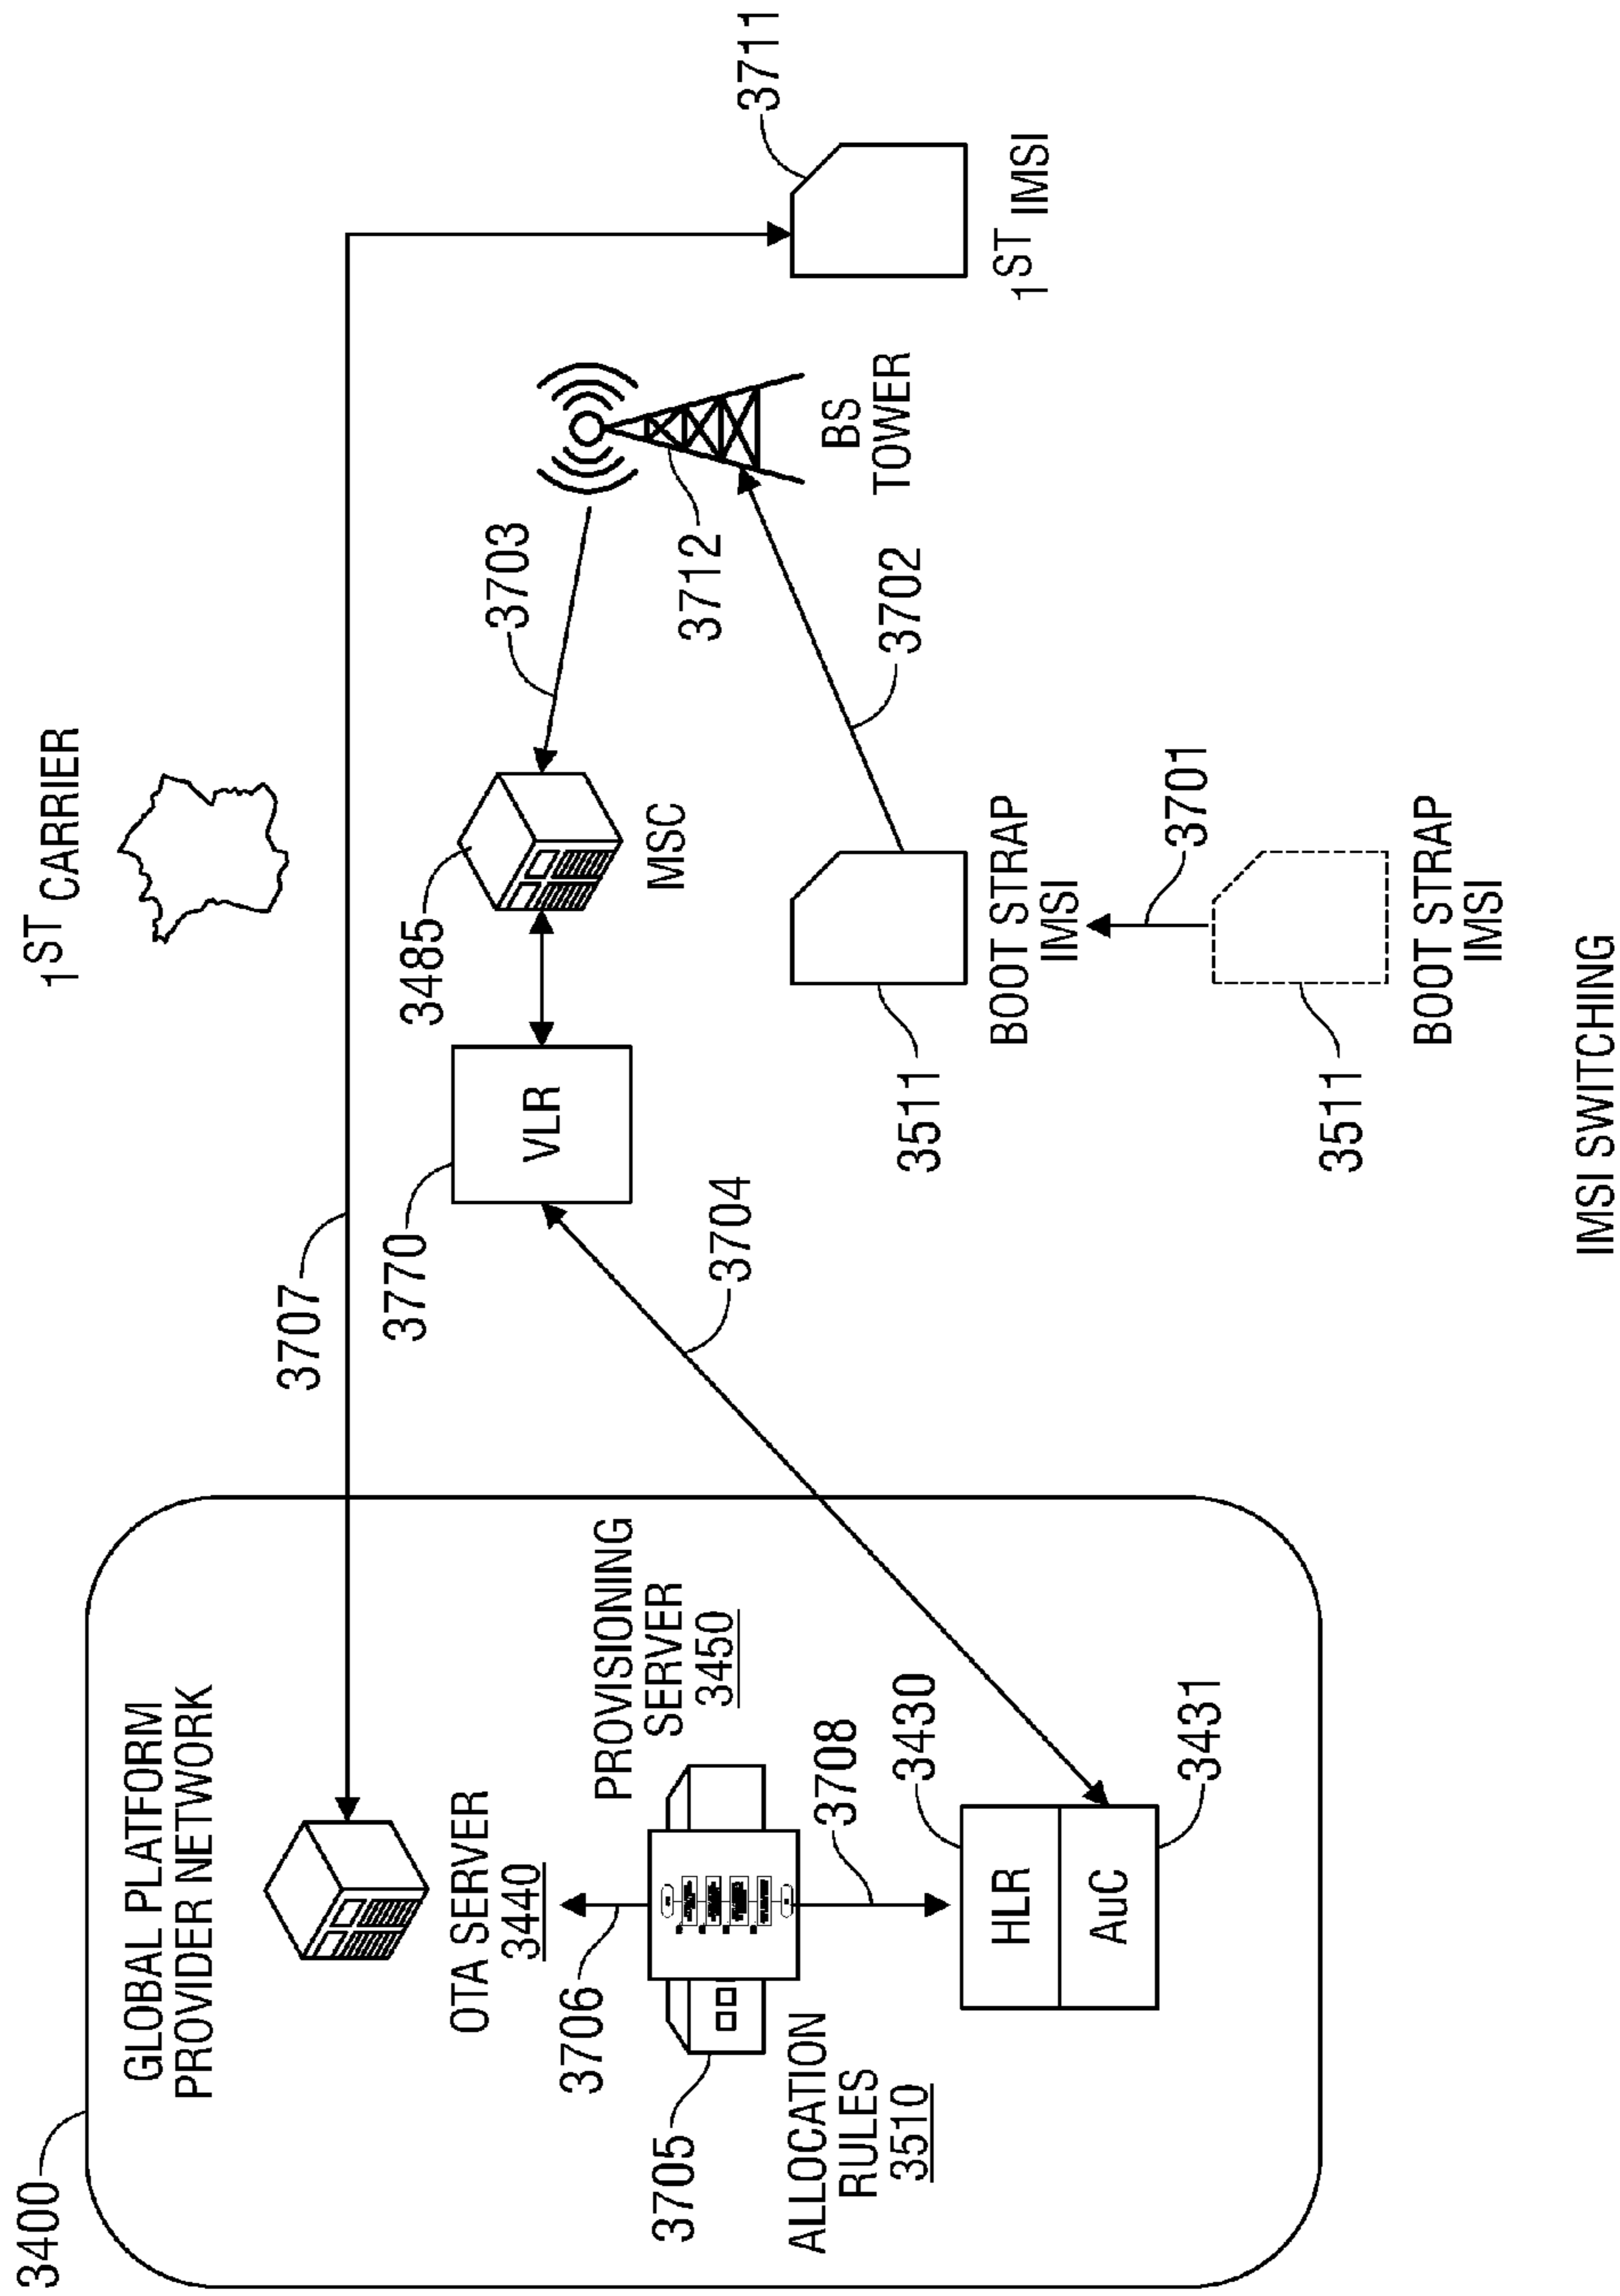 3400
GLOBAL PLATFORM
PROVIDER NETWORK
OTA SERVER
3440
3706
PROVISIONING
SERVER
3450
3705
ALLOCATION
RULES
3510
3708
HLR
3430
AuC
3431
1ST CARRIER
3707
3770
VLR
3704
3485
MSC
3703
3712
BS
TOWER
3702
3511
BOOT STRAP
IMSI
3701
3511
BOOT STRAP
IMSI
3711
1ST IMSI
IMSI SWITCHING